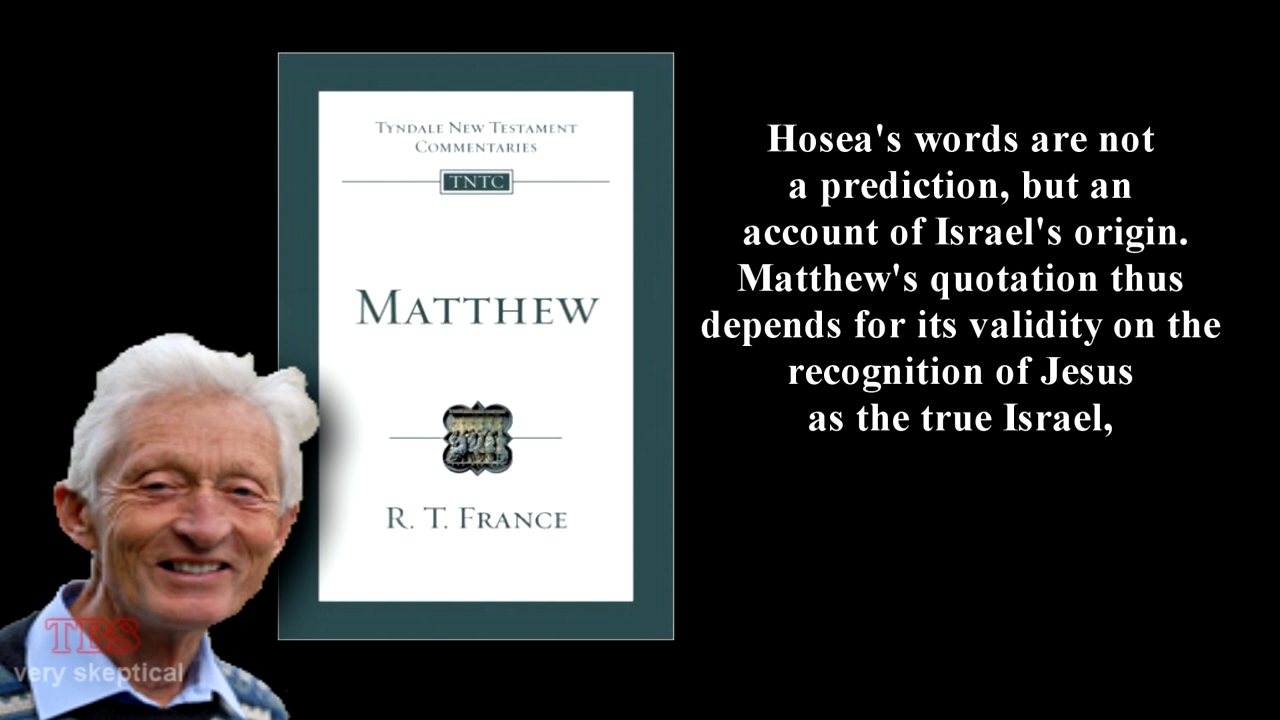 TYNDALE NEW TESTAMENT
COMMENTARIES
TNTC
MATTHEW
R. T. FRANCE
Hosea's words are not
a prediction, but an
account of Israel's origin.
Matthew's quotation thus
depends for its validity on the
recognition of Jesus
as the true Israel,
TBS
very skeptical